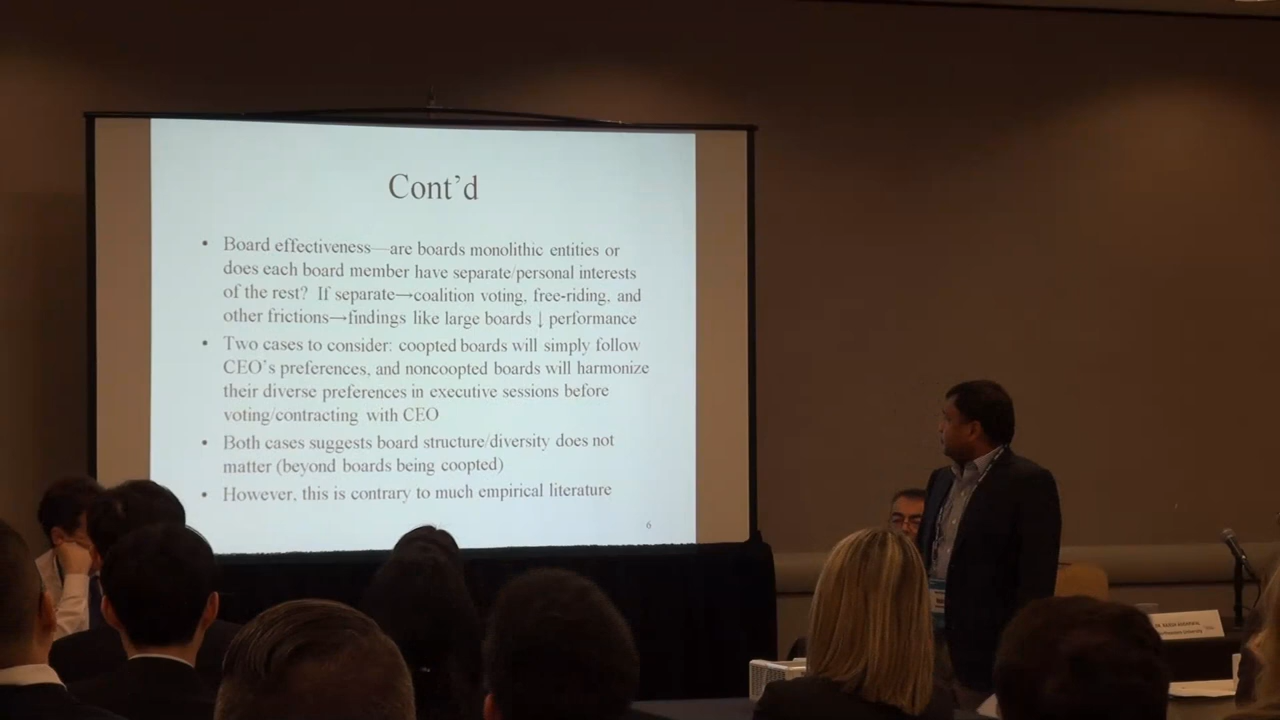 Cont'd
• Board effectiveness—are boards monolithic entities or
does each board member have separate/personal interests
of the rest? If separate→coalition voting, free-riding, and
other frictions→findings like large boards ↓ performance
• Two cases to consider: coopted boards will simply follow
CEO's preferences, and noncoopted boards will harmonize
their diverse preferences in executive sessions before
voting/contracting with CEO
• Both cases suggests board structure/diversity does not
matter (beyond boards being coopted)
• However, this is contrary to much empirical literature
6
University